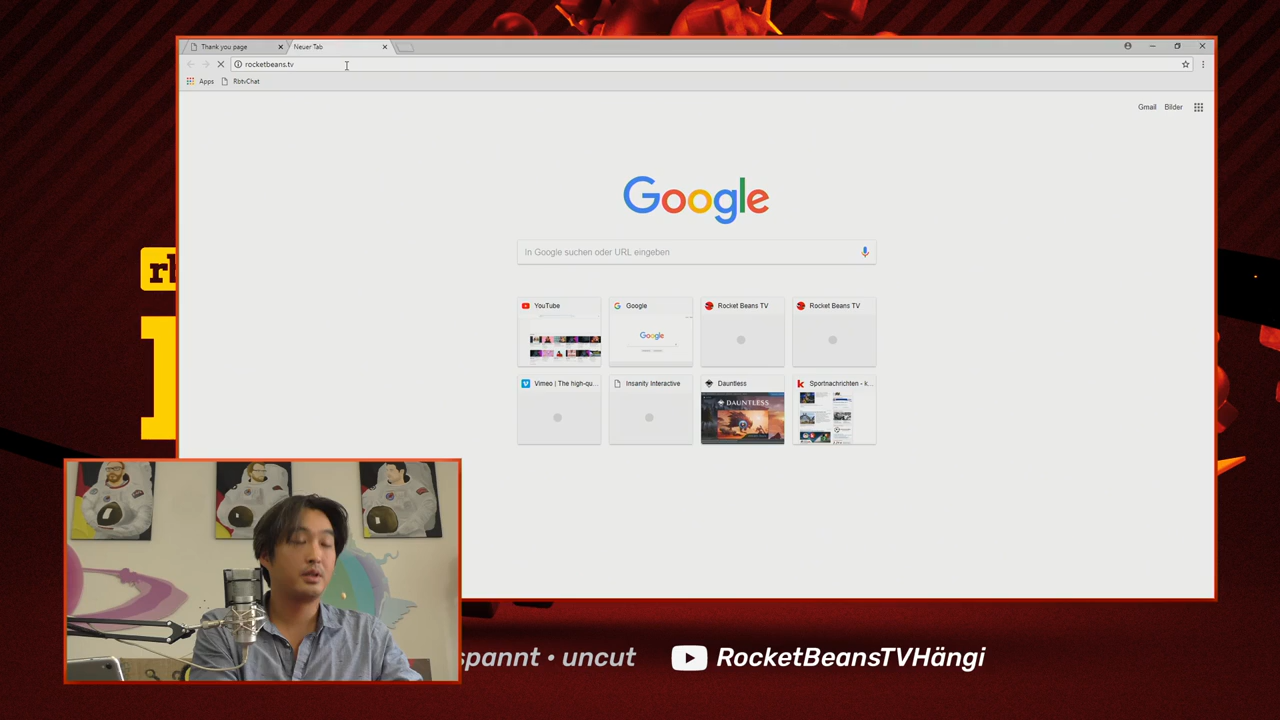 Thank you page
Neuer Tab
rocketbeans.tv
Apps
RbtvChat
Gmail
Bilder
Google
In Google suchen oder URL eingeben
YouTube
Google
Rocket Beans TV
Rocket Beans TV
Google
Vimeo | The high-qu...
Insanity Interactive
Dauntless
Sportnachrichten - k...
DAUNTLESS
spannt • uncut
RocketBeansTVHängi